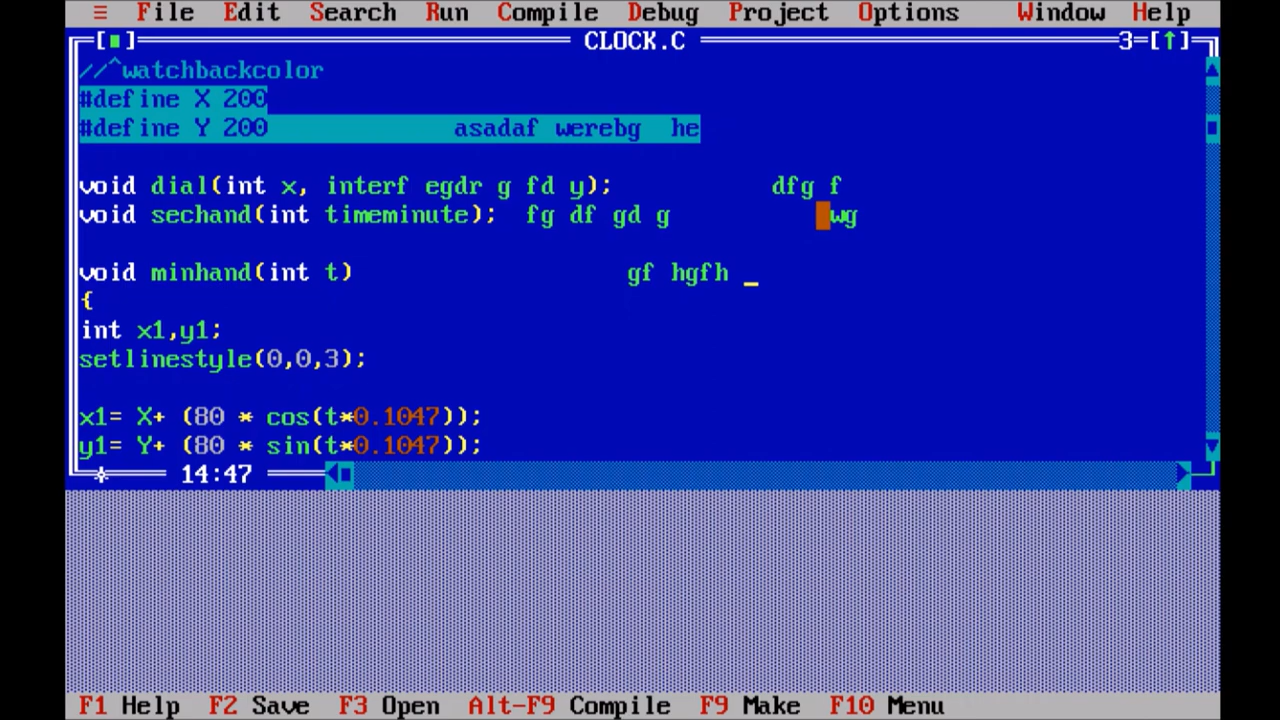 ≡ File Edit Search Run Compile Debug Project Options Window Help
[■] CLOCK.C 3=[↑]
//^watchbackcolor
#define X 200
#define Y 200 asadaf werebg he
void dial(int x, interf egdr g fd y); dfg f
void sechand(int timeminute); fg df gd g wg
void minhand(int t) gf hgfh _
{
int x1,y1;
setlinestyle(0,0,3);
x1= X+ (80 * cos(t*0.1047));
y1= Y+ (80 * sin(t*0.1047));
14:47
F1 Help F2 Save F3 Open Alt-F9 Compile F9 Make F10 Menu